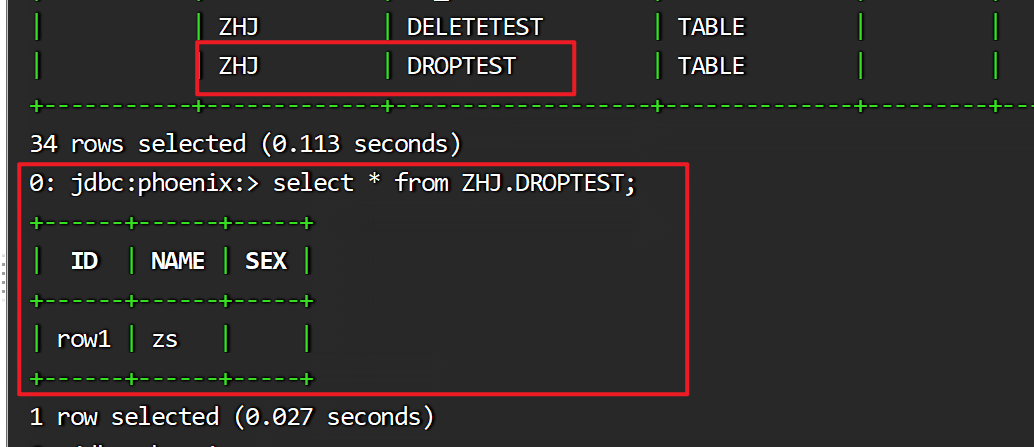 | | ZHJ | DELETETEST | TABLE | |
| | ZHJ | DROPTEST | TABLE | |
+-----------+-------------+-------------------+--------------+---------+--
34 rows selected (0.113 seconds)
0: jdbc:phoenix:> select * from ZHJ.DROPTEST;
+------+------+-----+
| ID | NAME | SEX |
+------+------+-----+
| row1 | zs | |
+------+------+-----+
1 row selected (0.027 seconds)